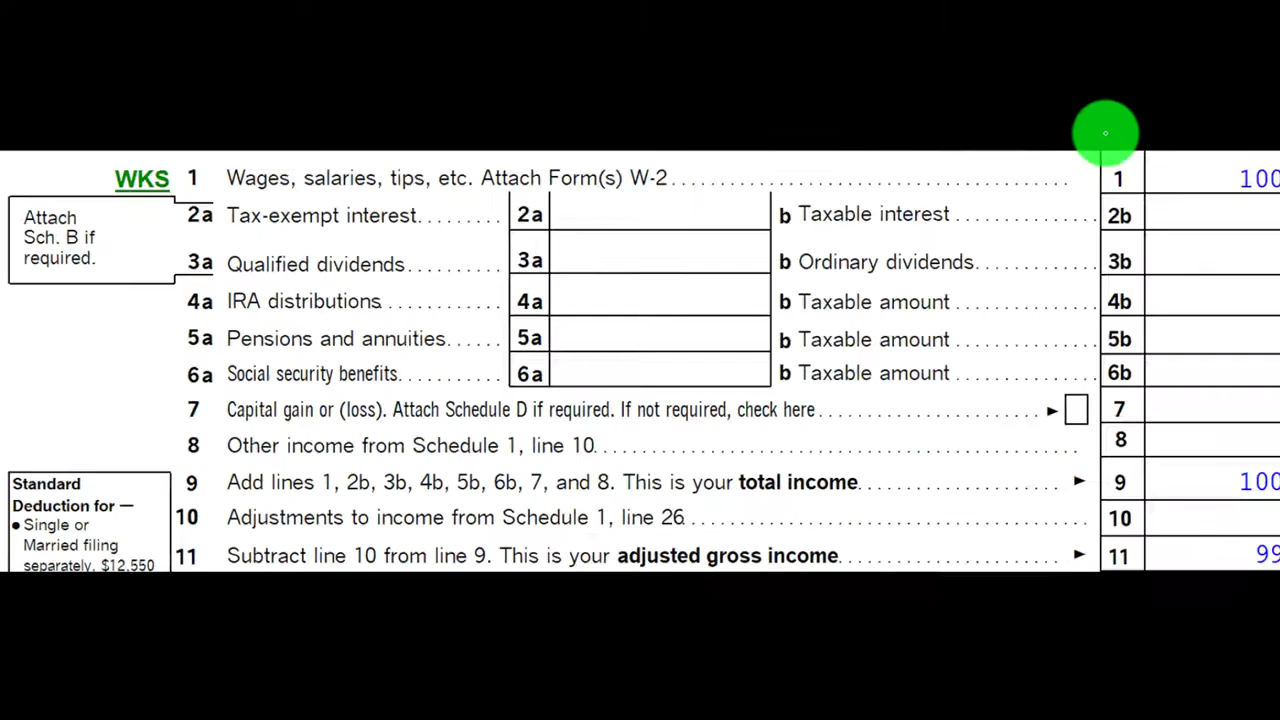 WKS 1 Wages, salaries, tips, etc. Attach Form(s) W-2 1 100
Attach
Sch. B if
required.
2a Tax-exempt interest 2a b Taxable interest 2b
3a Qualified dividends 3a b Ordinary dividends 3b
4a IRA distributions 4a b Taxable amount 4b
5a Pensions and annuities 5a b Taxable amount 5b
6a Social security benefits 6a b Taxable amount 6b
7 Capital gain or (loss). Attach Schedule D if required. If not required, check here ► 7
8 Other income from Schedule 1, line 10 8
Standard
Deduction for —
● Single or
Married filing
separately, $12,550
9 Add lines 1, 2b, 3b, 4b, 5b, 6b, 7, and 8. This is your total income ► 9 100
10 Adjustments to income from Schedule 1, line 26 10
11 Subtract line 10 from line 9. This is your adjusted gross income ► 11 99